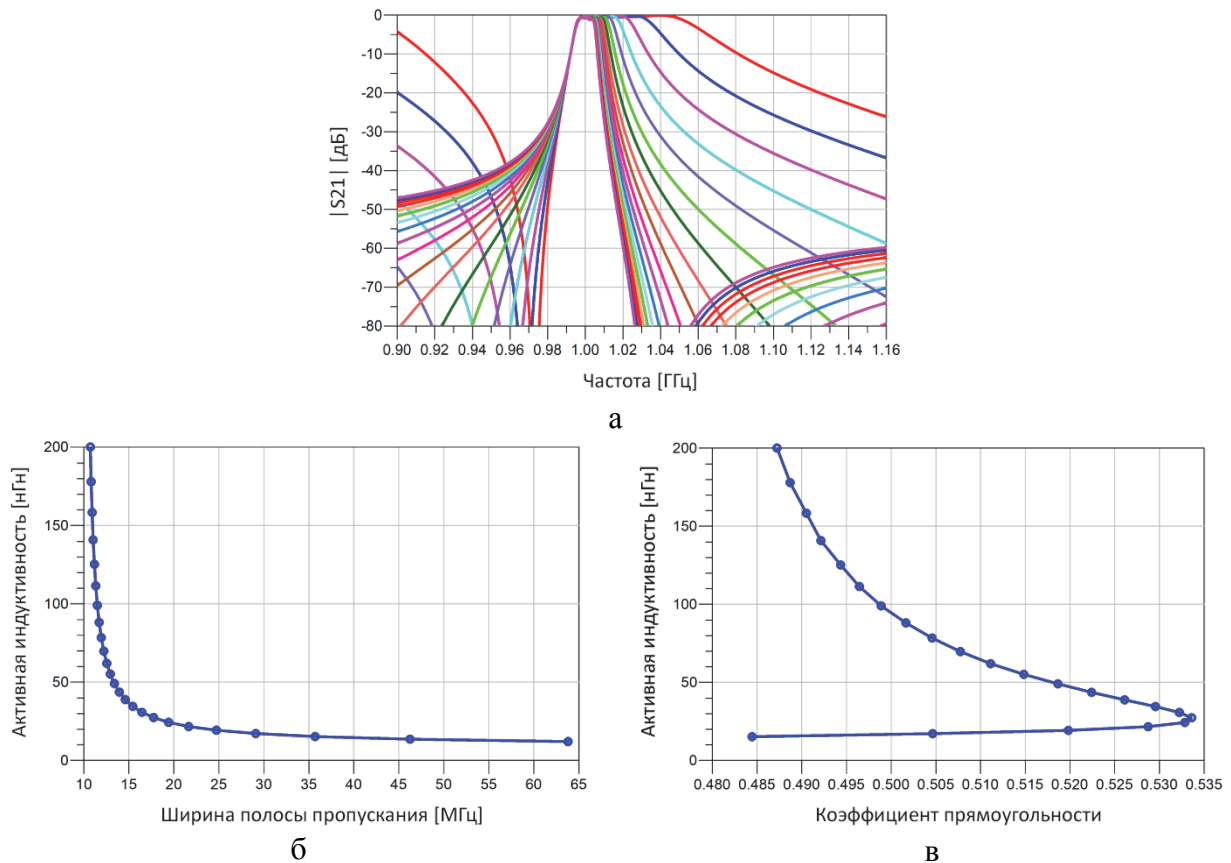 0
-10
-20
-30
-40
-50
-60
-70
-80
|S21| [дБ]
0.90 0.92 0.94 0.96 0.98 1.00 1.02 1.04 1.06 1.08 1.10 1.12 1.14 1.16
Частота [ГГц]
а
200
150
100
50
0
Активная индуктивность [нГн]
10 15 20 25 30 35 40 45 50 55 60 65
Ширина полосы пропускания [МГц]
б
200
150
100
50
0
Активная индуктивность [нГн]
0.480 0.485 0.490 0.495 0.500 0.505 0.510 0.515 0.520 0.525 0.530 0.535
Коэффициент прямоугольности
в